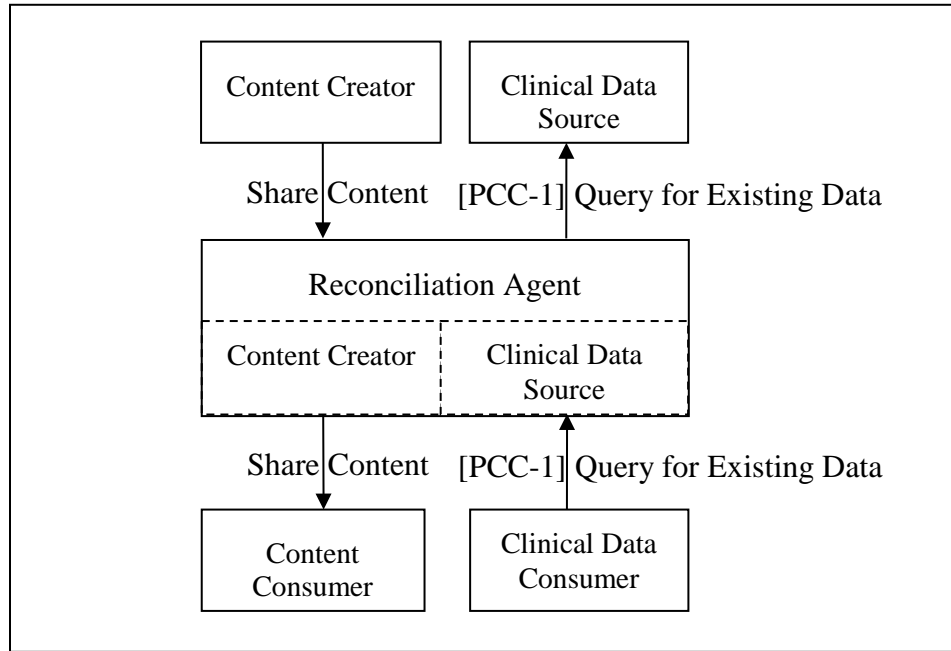 Content Creator
Clinical Data
Source
Share Content
[PCC-1] Query for Existing Data
Reconciliation Agent
Content Creator
Clinical Data
Source
Share Content
[PCC-1] Query for Existing Data
Content
Consumer
Clinical Data
Consumer